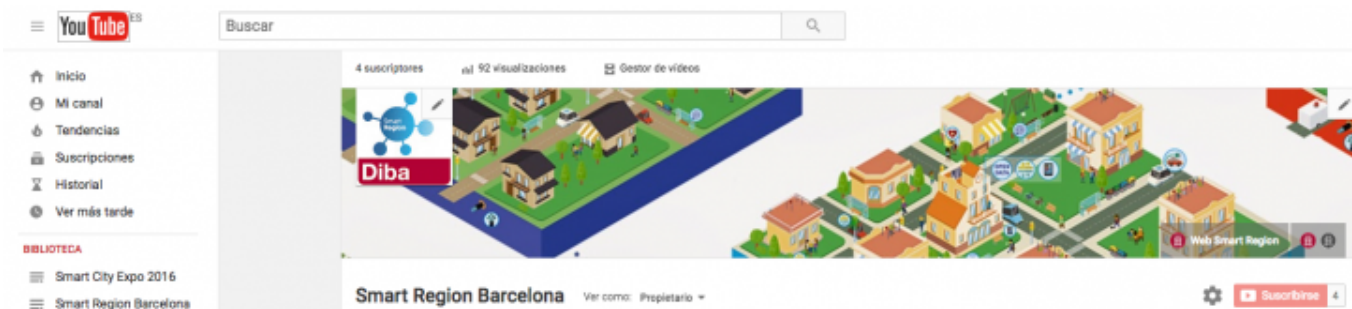 YouTube ES
Buscar
Inicio
Mi canal
Tendencias
Suscripciones
Historial
Ver más tarde
BIBLIOTECA
Smart City Expo 2016
Smart Region Barcelona
4 suscriptores
92 visualizaciones
Gestor de vídeos
Smart Region
Diba
OPEN DATA
Web Smart Region
Smart Region Barcelona
Ver como: Propietario
Suscribirse 4